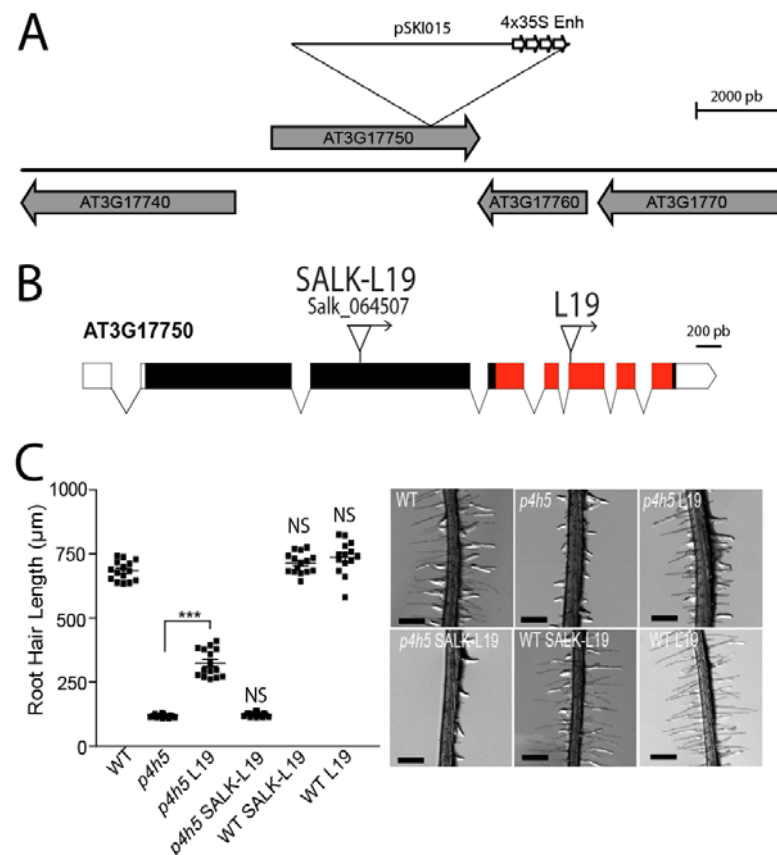 A
pSKI015
4x35S Enh
2000 pb
AT3G17750
AT3G17740
AT3G17760
AT3G1770
B
SALK-L19
Salk_064507
L19
AT3G17750
200 pb
C
Root Hair Length (µm)
1000
750
500
250
0
***
NS
NS
NS
WT
p4h5
p4h5 L19
p4h5 SALK-L19
WT SALK-L19
WT L19
WT
p4h5
p4h5 L19
p4h5 SALK-L19
WT SALK-L19
WT L19